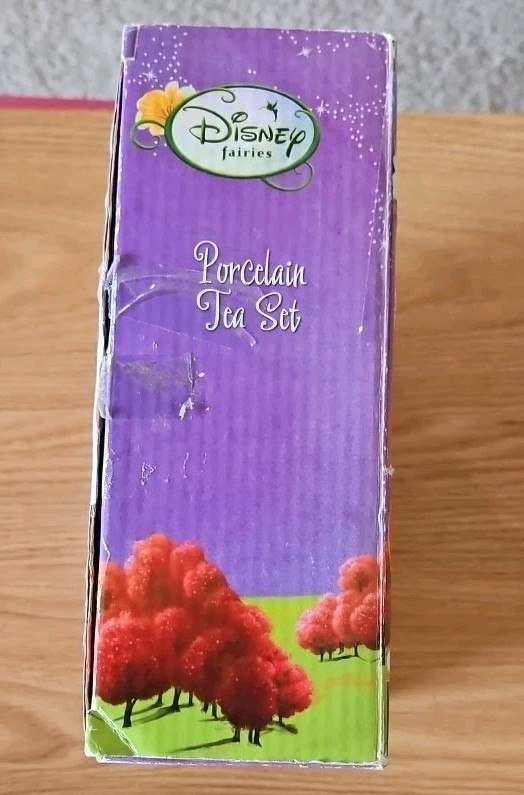 Disney
fairies
Porcelain
Tea Set